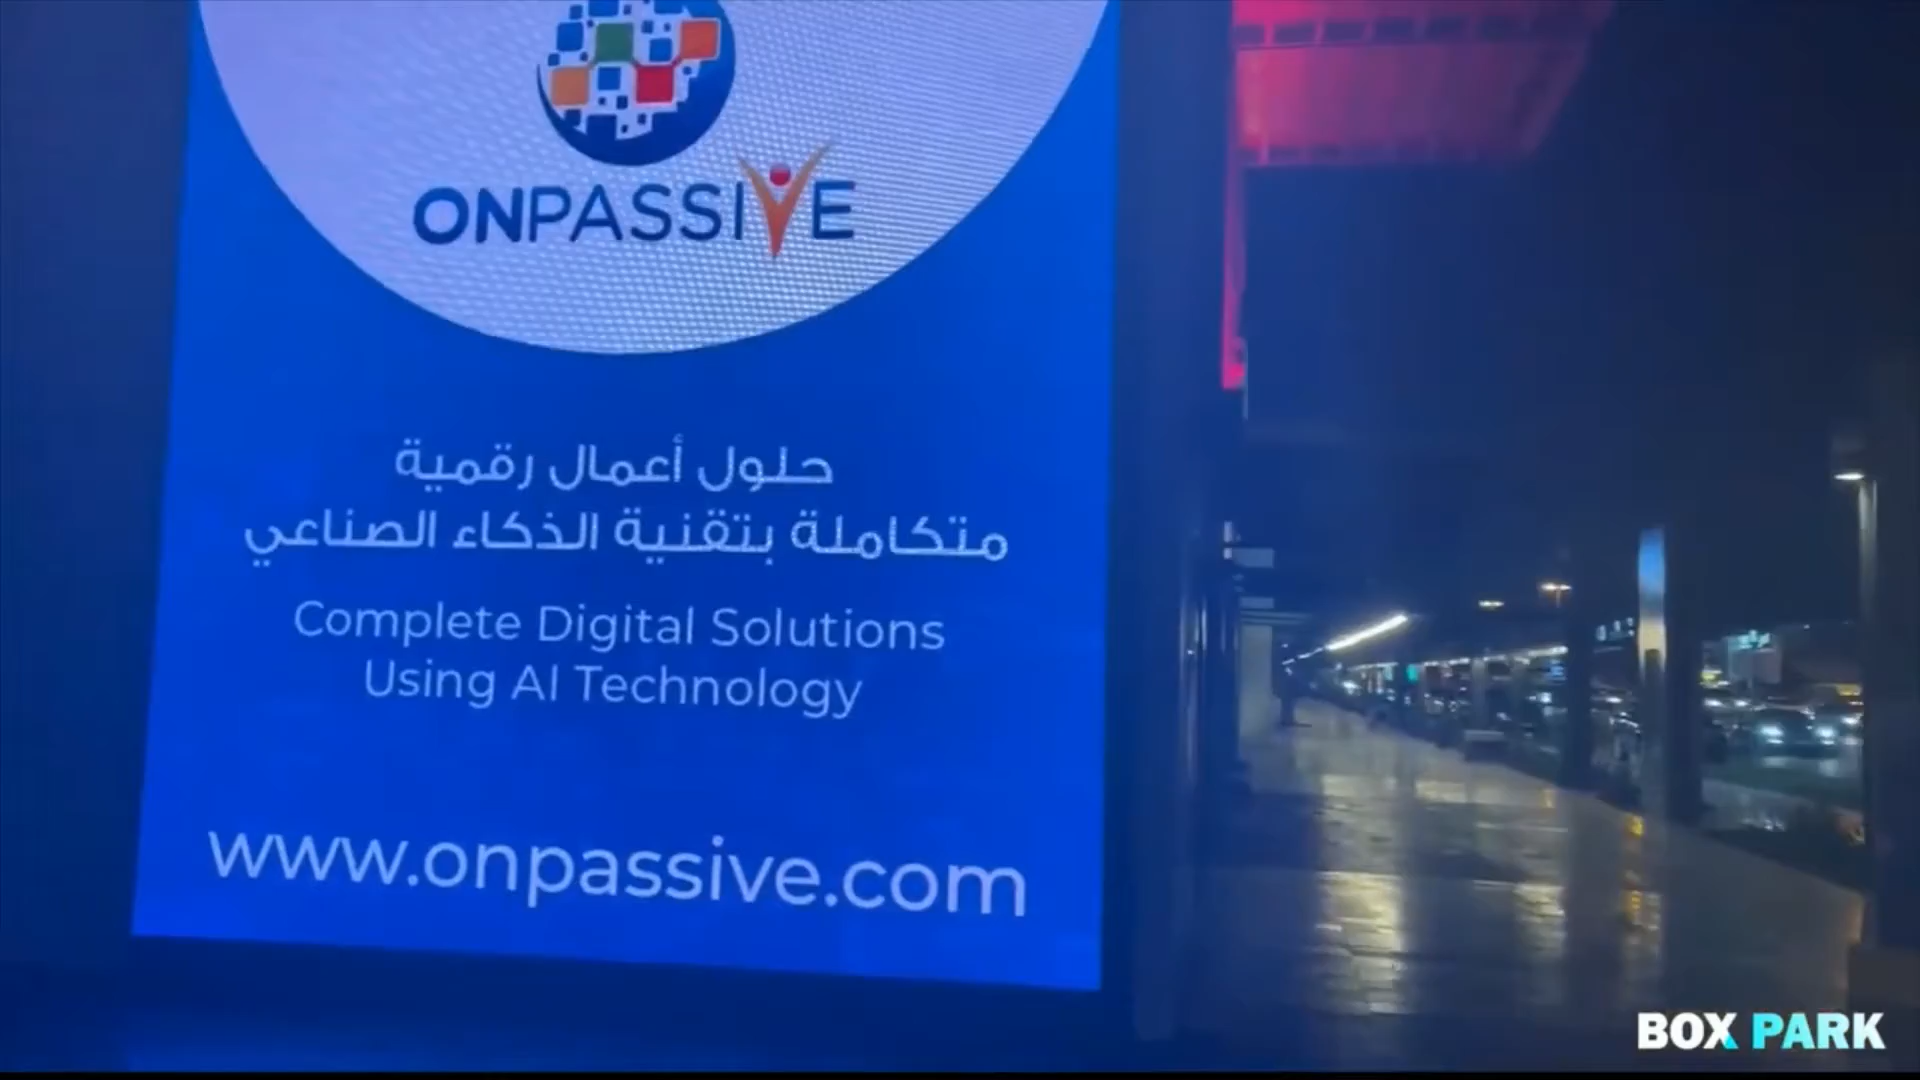 ONPASSIVE
حلول أعمال رقمية
متكاملة بتقنية الذكاء الصناعي
Complete Digital Solutions
Using AI Technology
www.onpassive.com
BOX PARK